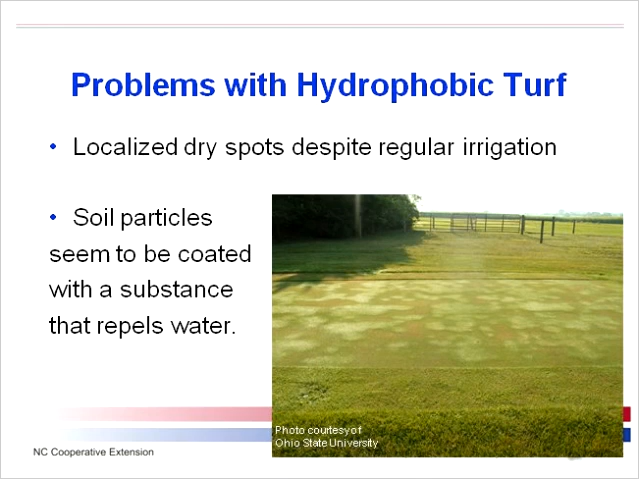 Problems with Hydrophobic Turf
• Localized dry spots despite regular irrigation
• Soil particles
seem to be coated
with a substance
that repels water.
Photo courtesy of
Ohio State University
NC Cooperative Extension